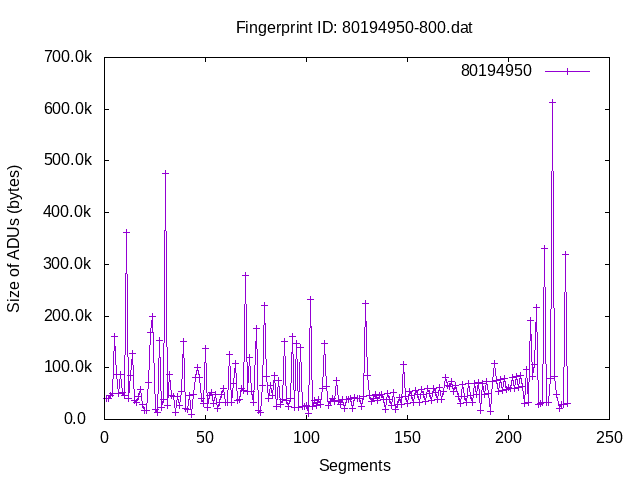 Fingerprint ID: 80194950-800.dat
700.0k
80194950
600.0k
500.0k
400.0k
300.0k
200.0k
100.0k
0.0
Size of ADUs (bytes)
0 50 100 150 200 250
Segments